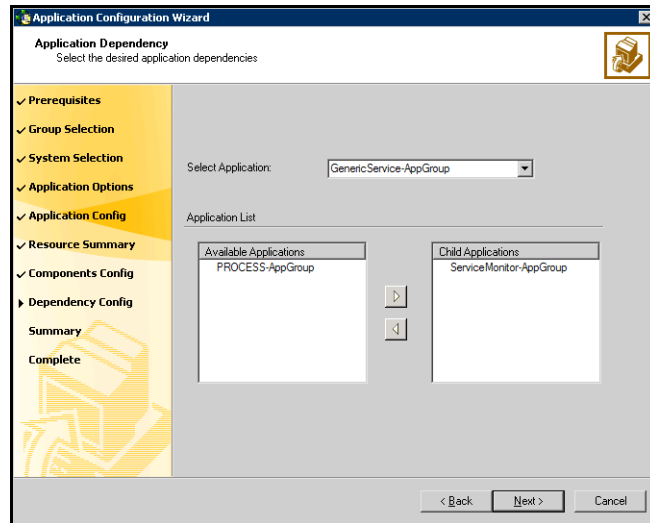 Application Configuration Wizard
Application Dependency
Select the desired application dependencies
Prerequisites
Group Selection
System Selection
Application Options
Application Config
Resource Summary
Components Config
Dependency Config
Summary
Complete
Select Application:
GenericService-AppGroup
Application List
Available Applications
PROCESS-AppGroup
Child Applications
ServiceMonitor-AppGroup
< Back
Next >
Cancel